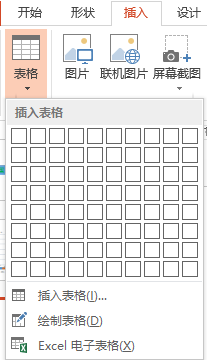 开始 形状 插入 设计
表格 图片 联机图片 屏幕截图
插入表格
插入表格(I)...
绘制表格(D)
Excel 电子表格(X)